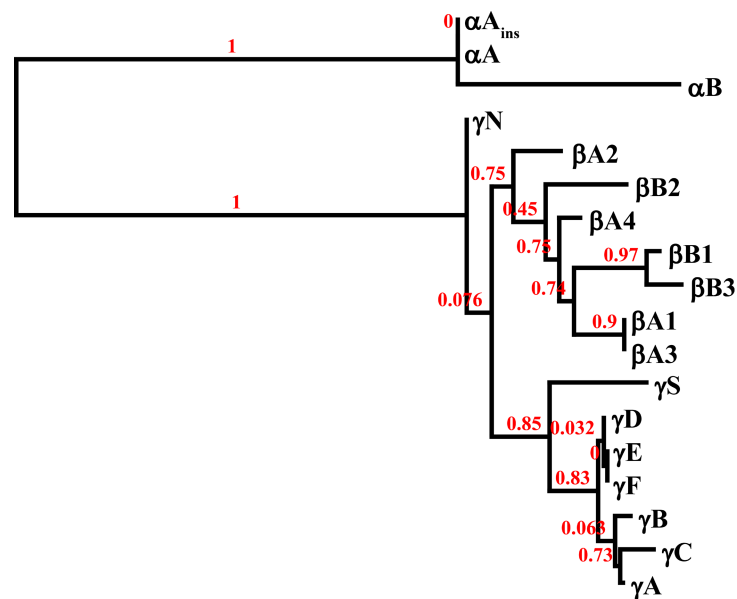 0 αAins
αA
1
αB
γN
βA2
0.75
βB2
1
0.45
βA4
0.75
βB1
0.97
βB3
0.74
0.076
βA1
0.9
βA3
γS
γD
0.85 0.032
γE
0
0.83 γF
γB
0.063
γC
0.73
γA